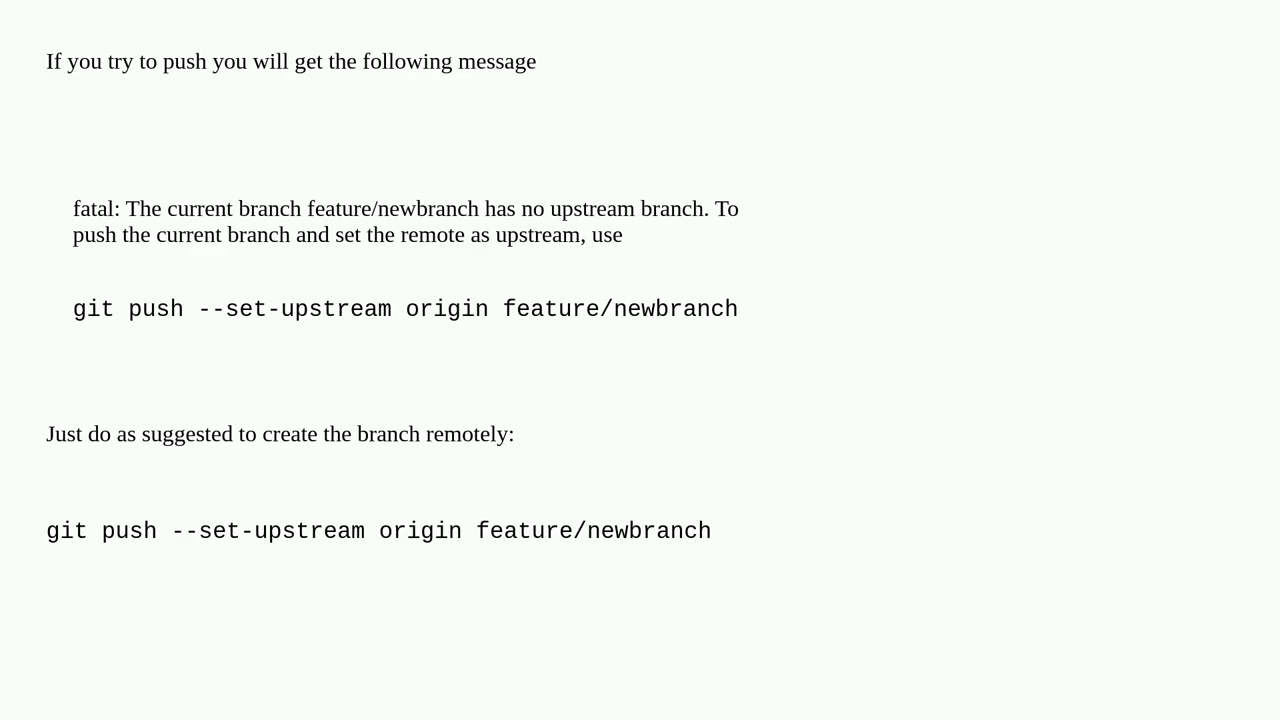 If you try to push you will get the following message
fatal: The current branch feature/newbranch has no upstream branch. To
push the current branch and set the remote as upstream, use
git push --set-upstream origin feature/newbranch
Just do as suggested to create the branch remotely:
git push --set-upstream origin feature/newbranch